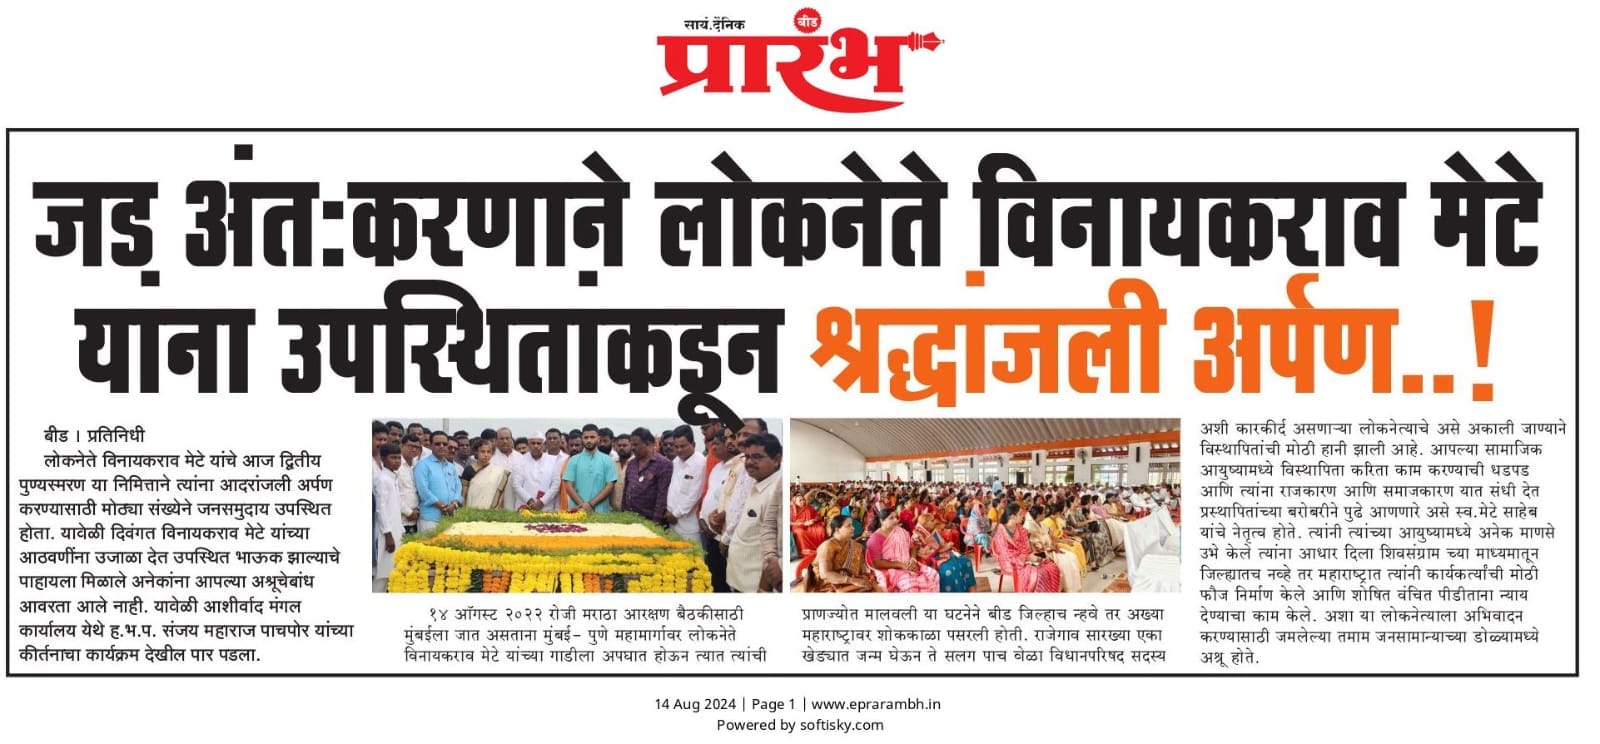 सायं.दैनिक
बीड
प्रारंभ
जड अंत:करणाने लोकनेते विनायकराव मेटे
यांना उपस्थितांकडून श्रद्धांजली अर्पण..!
बीड । प्रतिनिधी
लोकनेते विनायकराव मेटे यांचे आज द्वितीय
पुण्यस्मरण या निमित्ताने त्यांना आदरांजली अर्पण
करण्यासाठी मोठ्या संख्येने जनसमुदाय उपस्थित
होता. यावेळी दिवंगत विनायकराव मेटे यांच्या
आठवणींना उजाळा देत उपस्थित भाऊक झाल्याचे
पाहायला मिळाले अनेकांना आपल्या अश्रूचेबांध
आवरता आले नाही. यावेळी आशीर्वाद मंगल
कार्यालय येथे ह.भ.प. संजय महाराज पाचपोर यांच्या
कीर्तनाचा कार्यक्रम देखील पार पडला.
१४ ऑगस्ट २०२२ रोजी मराठा आरक्षण बैठकीसाठी
मुंबईला जात असताना मुंबई- पुणे महामार्गावर लोकनेते
विनायकराव मेटे यांच्या गाडीला अपघात होऊन त्यात त्यांची
प्राणज्योत मालवली या घटनेने बीड जिल्हाच न्हवे तर अख्या
महाराष्ट्रावर शोककाळा पसरली होती. राजेगाव सारख्या एका
खेड्यात जन्म घेऊन ते सलग पाच वेळा विधानपरिषद सदस्य
अशी कारकीर्द असणाऱ्या लोकनेत्याचे असे अकाली जाण्याने
विस्थापितांची मोठी हानी झाली आहे. आपल्या सामाजिक
आयुष्यामध्ये विस्थापिता करिता काम करण्याची धडपड
आणि त्यांना राजकारण आणि समाजकारण यात संधी देत
प्रस्थापितांच्या बरोबरीने पुढे आणणारे असे स्व.मेटे साहेब
यांचे नेतृत्व होते. त्यांनी त्यांच्या आयुष्यामध्ये अनेक माणसे
उभे केले त्यांना आधार दिला शिवसंग्राम च्या माध्यमातून
जिल्ह्यातच नव्हे तर महाराष्ट्रात त्यांनी कार्यकर्त्यांची मोठी
फौज निर्माण केले आणि शोषित वंचित पीडीताना न्याय
देण्याचा काम केले. अशा या लोकनेत्याला अभिवादन
करण्यासाठी जमलेल्या तमाम जनसामान्याच्या डोळ्यामध्ये
अश्रू होते.
14 Aug 2024 | Page 1 | www.eprarambh.in
Powered by softisky.com